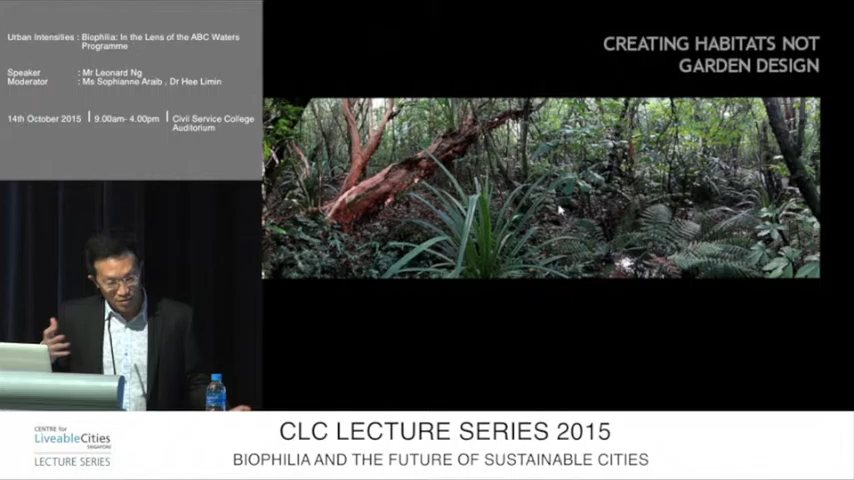 Urban Intensities : Biophilia: In the Lens of the ABC Waters
Programme
Speaker : Mr Leonard Ng
Moderator : Ms Sophianne Araib , Dr Hee Limin
14th October 2015 | 9.00am- 4.00pm | Civil Service College
Auditorium
CREATING HABITATS NOT
GARDEN DESIGN
CENTRE for
LiveableCities
SINGAPORE
LECTURE SERIES
CLC LECTURE SERIES 2015
BIOPHILIA AND THE FUTURE OF SUSTAINABLE CITIES